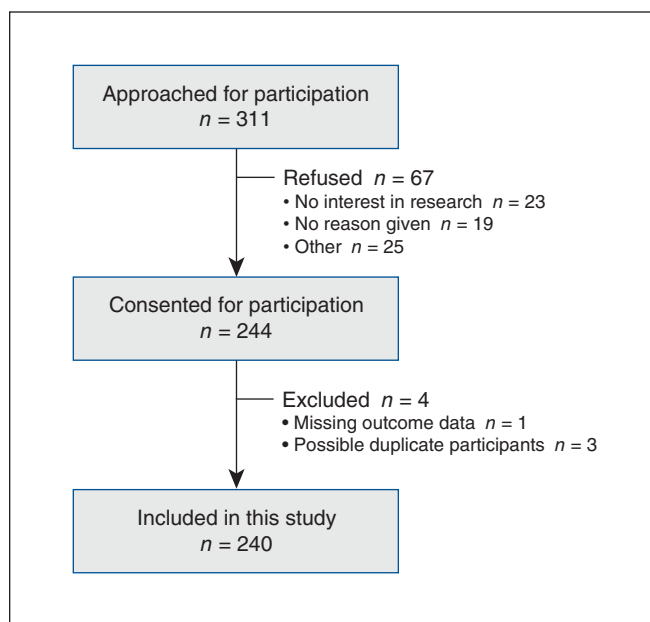 Approached for participation
n = 311
Refused n = 67
• No interest in research n = 23
• No reason given n = 19
• Other n = 25
Consented for participation
n = 244
Excluded n = 4
• Missing outcome data n = 1
• Possible duplicate participants n = 3
Included in this study
n = 240